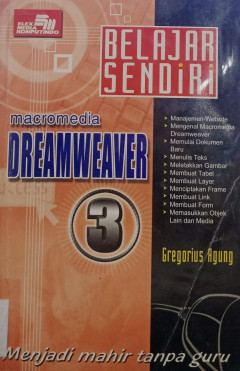 ELEX
MEDIA
KOMPUTINDO
BELAJAR
SENDIRI
macromedia
DREAMWEAVER
3
Manajemen Website
Mengenal Macromedia
Dreamweaver
Memulai Dokumen
Baru
Menulis Teks
Meletakkan Gambar
Membuat Tabel
Membuat Layer
Menciptakan Frame
Membuat Link
Membuat Form
Memasukkan Objek
Lain dan Media
Gregorius Agung
Menjadi mahir tanpa guru